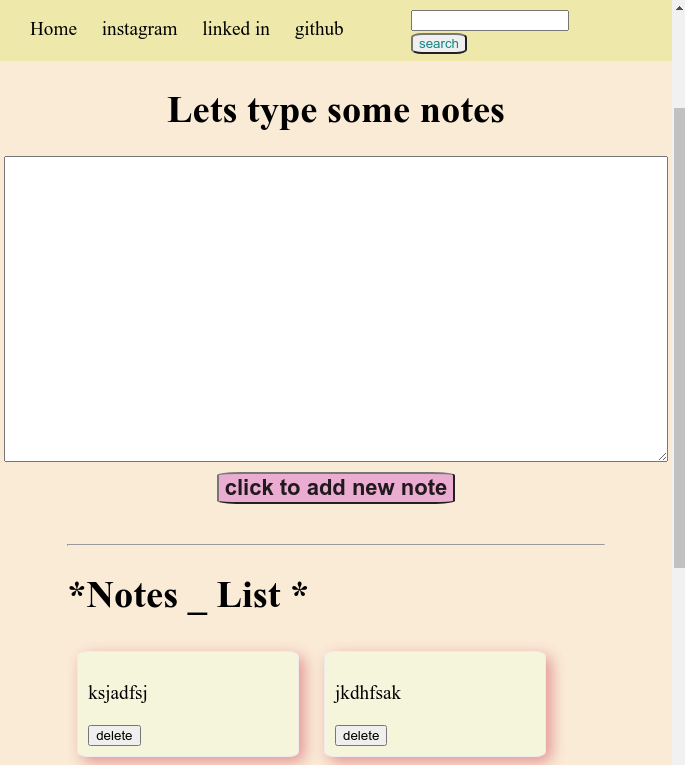 Home instagram linked in github
search
Lets type some notes
click to add new note
*Notes _ List *
ksjadfsj jkdhfsak
delete delete